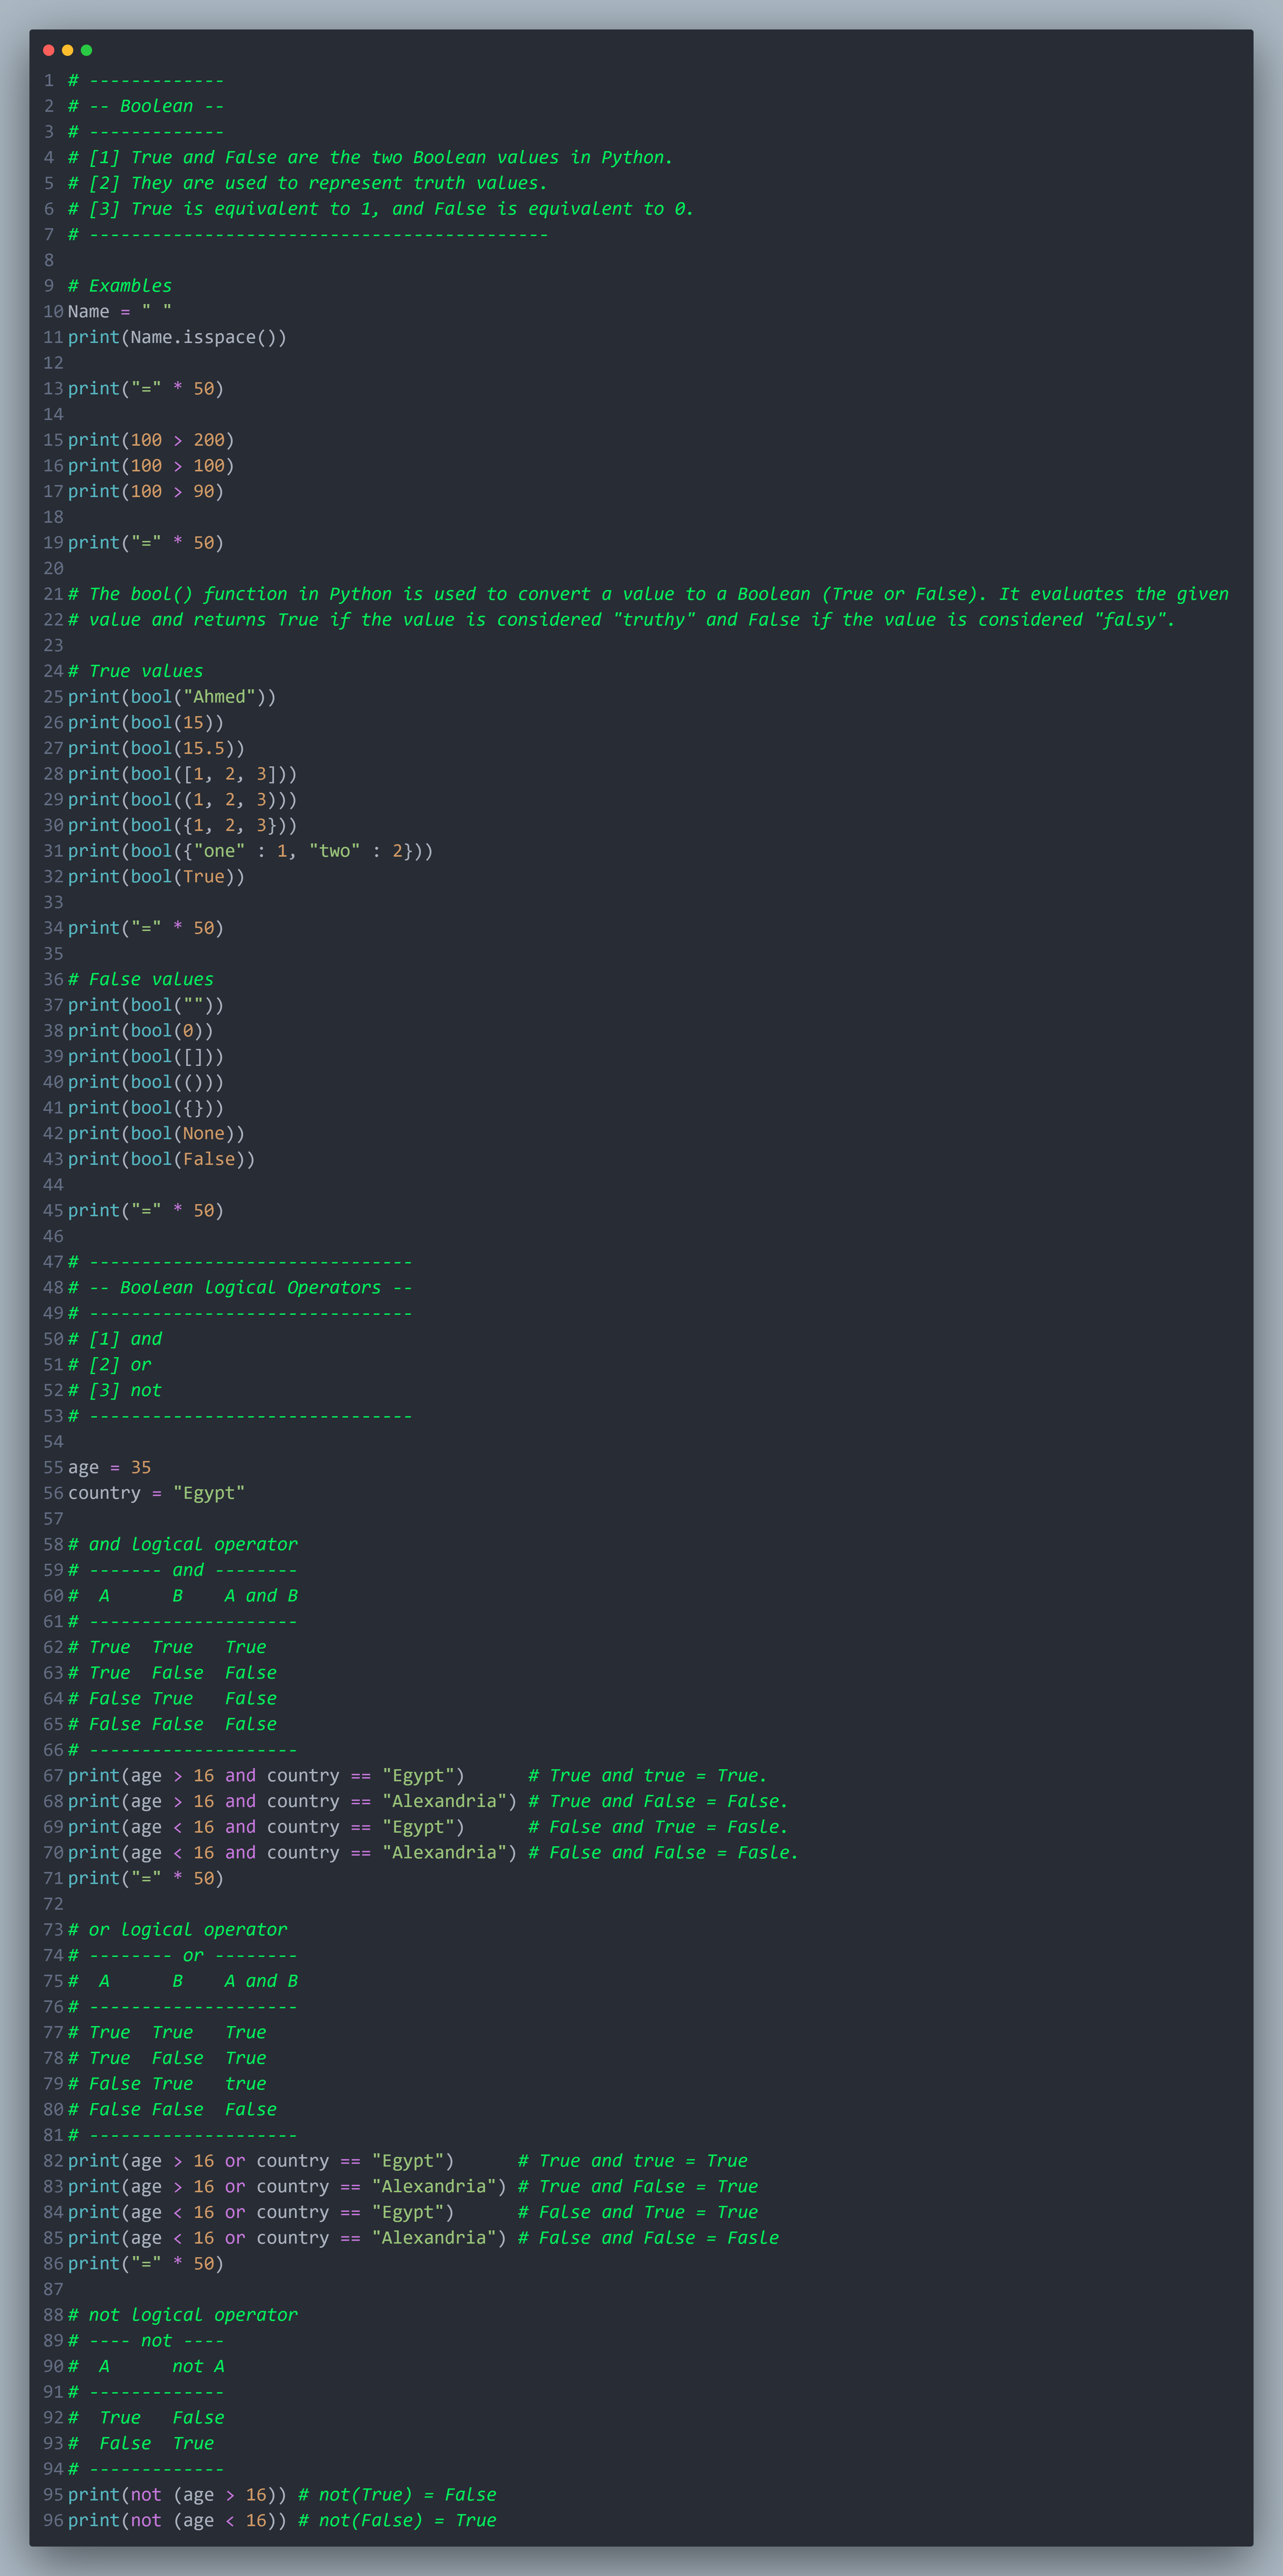 1 # -------------
2 # -- Boolean --
3 # -------------
4 # [1] True and False are the two Boolean values in Python.
5 # [2] They are used to represent truth values.
6 # [3] True is equivalent to 1, and False is equivalent to 0.
7 # --------------------------------------------
8
9 # Exambles
10 Name = " "
11 print(Name.isspace())
12
13 print("=" * 50)
14
15 print(100 > 200)
16 print(100 > 100)
17 print(100 > 90)
18
19 print("=" * 50)
20
21 # The bool() function in Python is used to convert a value to a Boolean (True or False). It evaluates the given
22 # value and returns True if the value is considered "truthy" and False if the value is considered "falsy".
23
24 # True values
25 print(bool("Ahmed"))
26 print(bool(15))
27 print(bool(15.5))
28 print(bool([1, 2, 3]))
29 print(bool((1, 2, 3)))
30 print(bool({1, 2, 3}))
31 print(bool({"one" : 1, "two" : 2}))
32 print(bool(True))
33
34 print("=" * 50)
35
36 # False values
37 print(bool(""))
38 print(bool(0))
39 print(bool([]))
40 print(bool(()))
41 print(bool({}))
42 print(bool(None))
43 print(bool(False))
44
45 print("=" * 50)
46
47 # -------------------------------
48 # -- Boolean logical Operators --
49 # -------------------------------
50 # [1] and
51 # [2] or
52 # [3] not
53 # -------------------------------
54
55 age = 35
56 country = "Egypt"
57
58 # and logical operator
59 # ------- and --------
60 #  A      B    A and B
61 # --------------------
62 # True  True   True
63 # True  False  False
64 # False True   False
65 # False False  False
66 # --------------------
67 print(age > 16 and country == "Egypt")      # True and true = True.
68 print(age > 16 and country == "Alexandria") # True and False = False.
69 print(age < 16 and country == "Egypt")      # False and True = Fasle.
70 print(age < 16 and country == "Alexandria") # False and False = Fasle.
71 print("=" * 50)
72
73 # or logical operator
74 # -------- or --------
75 #  A      B    A and B
76 # --------------------
77 # True  True   True
78 # True  False  True
79 # False True   true
80 # False False  False
81 # --------------------
82 print(age > 16 or country == "Egypt")      # True and true = True
83 print(age > 16 or country == "Alexandria") # True and False = True
84 print(age < 16 or country == "Egypt")      # False and True = True
85 print(age < 16 or country == "Alexandria") # False and False = Fasle
86 print("=" * 50)
87
88 # not logical operator
89 # ---- not ----
90 #  A      not A
91 # -------------
92 #  True   False
93 #  False  True
94 # -------------
95 print(not (age > 16)) # not(True) = False
96 print(not (age < 16)) # not(False) = True